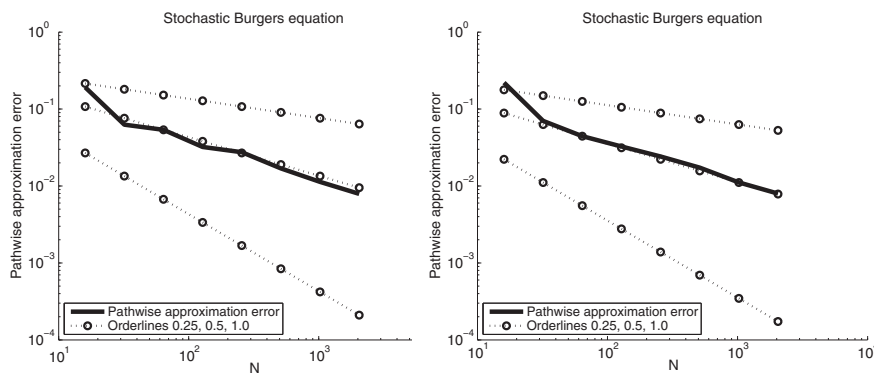 Stochastic Burgers equation
Pathwise approximation error
10^0
10^-1
10^-2
10^-3
10^-4
Pathwise approximation error
Orderlines 0.25, 0.5, 1.0
10^1
10^2
10^3
N
Stochastic Burgers equation
Pathwise approximation error
10^0
10^-1
10^-2
10^-3
10^-4
Pathwise approximation error
Orderlines 0.25, 0.5, 1.0
10^1
10^2
10^3
N